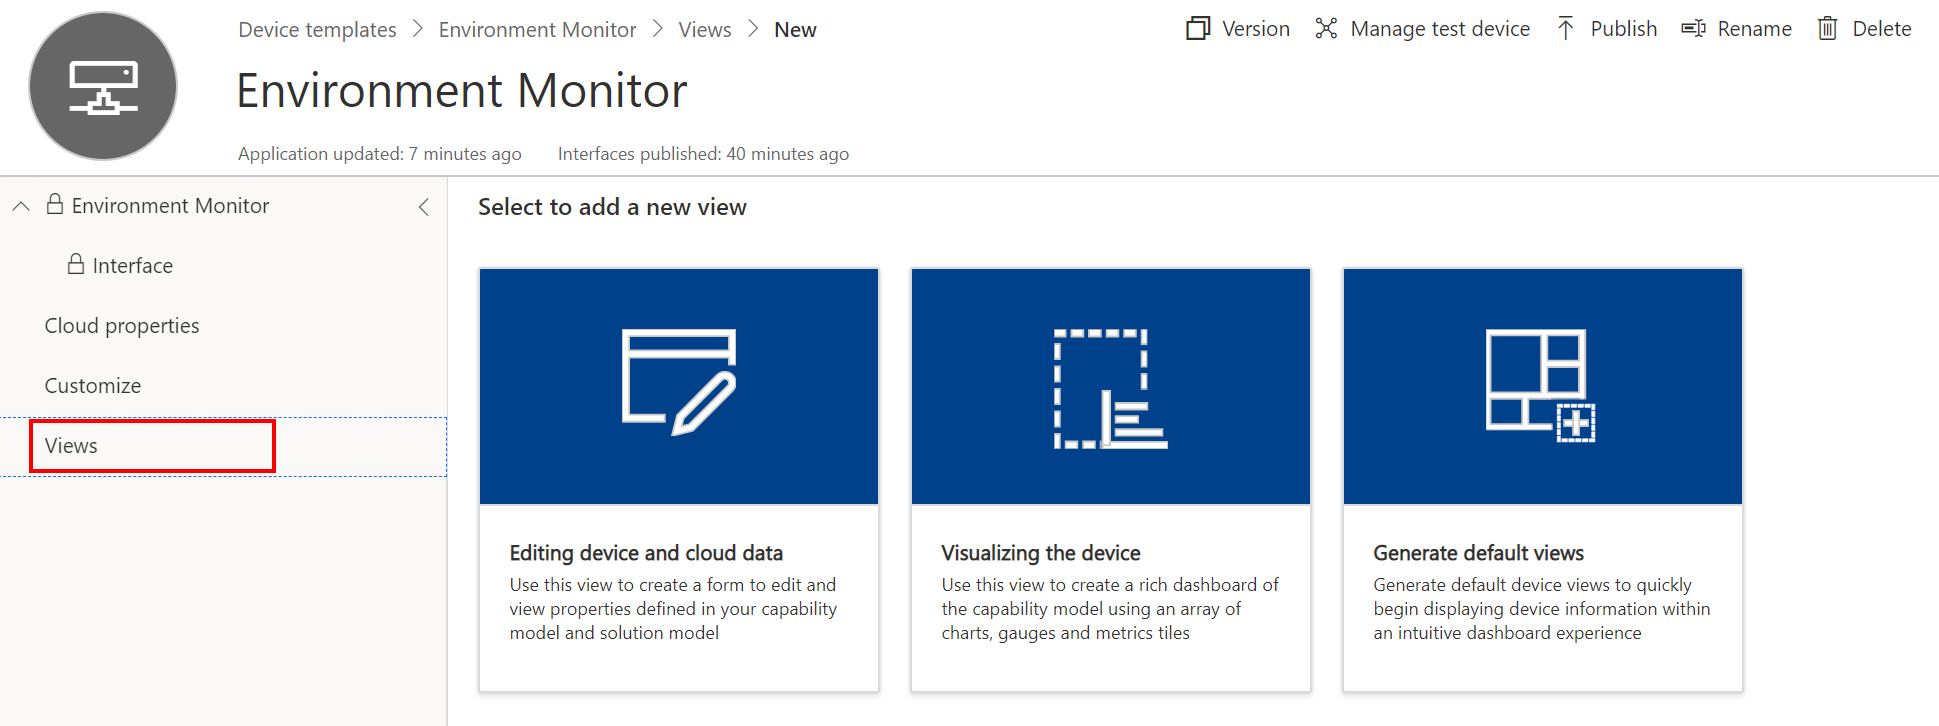 Device templates > Environment Monitor > Views > New
Version Manage test device Publish Rename Delete
Environment Monitor
Application updated: 7 minutes ago Interfaces published: 40 minutes ago
Environment Monitor
Interface
Cloud properties
Customize
Views
Select to add a new view
Editing device and cloud data
Use this view to create a form to edit and
view properties defined in your capability
model and solution model
Visualizing the device
Use this view to create a rich dashboard of
the capability model using an array of
charts, gauges and metrics tiles
Generate default views
Generate default device views to quickly
begin displaying device information within
an intuitive dashboard experience